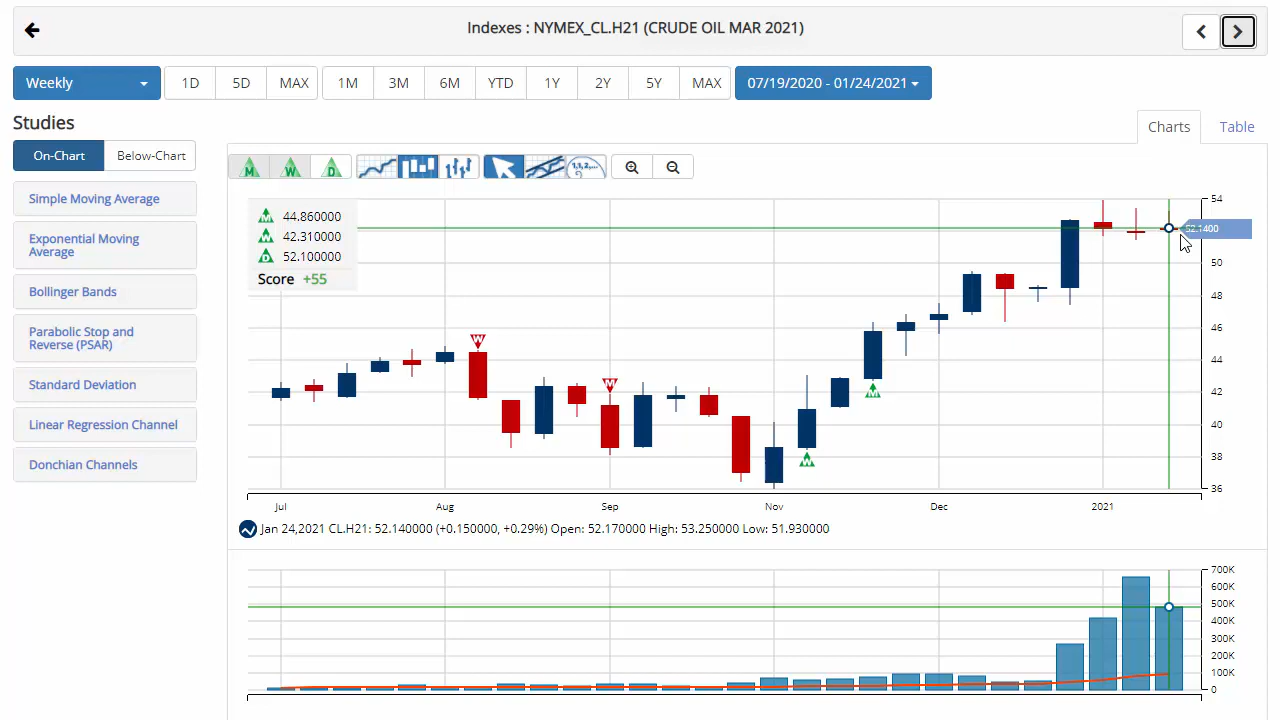 Indexes : NYMEX_CL.H21 (CRUDE OIL MAR 2021)
Weekly
1D 5D MAX 1M 3M 6M YTD 1Y 2Y 5Y MAX
07/19/2020 - 01/24/2021
Studies
On-Chart Below-Chart
Charts Table
Simple Moving Average
Exponential Moving
Average
Bollinger Bands
Parabolic Stop and
Reverse (PSAR)
Standard Deviation
Linear Regression Channel
Donchian Channels
M W D
1,2,...
M 44.860000
W 42.310000
D 52.100000
Score +55
W
M
W
M
54
52.1400
50
48
46
44
42
40
38
36
Jul Aug Sep Nov Dec 2021
Jan 24,2021 CL.H21: 52.140000 (+0.150000, +0.29%) Open: 52.170000 High: 53.250000 Low: 51.930000
700K
600K
500K
400K
300K
200K
100K
0